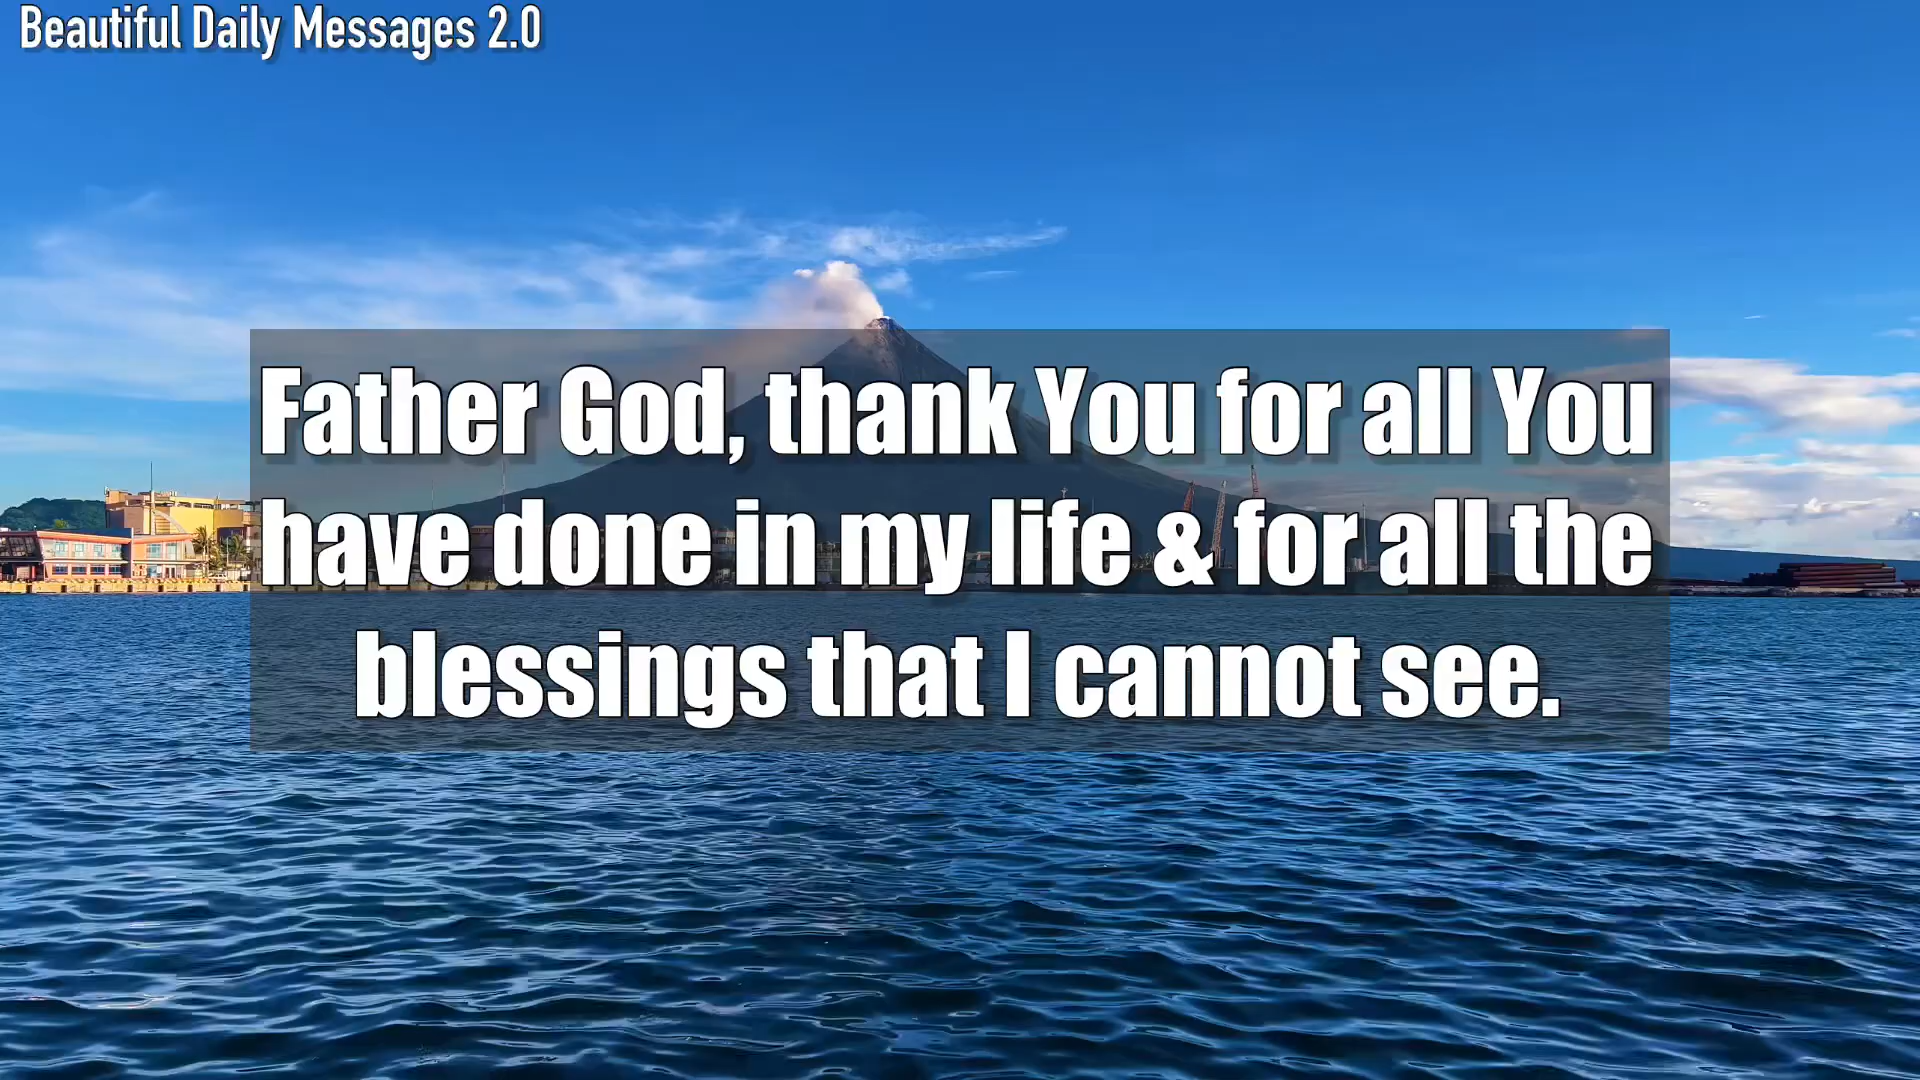 Beautiful Daily Messages 2.0
Father God, thank You for all You
have done in my life & for all the
blessings that I cannot see.